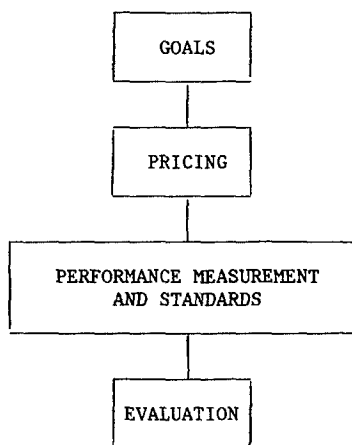 GOALS
PRICING
PERFORMANCE MEASUREMENT
AND STANDARDS
EVALUATION